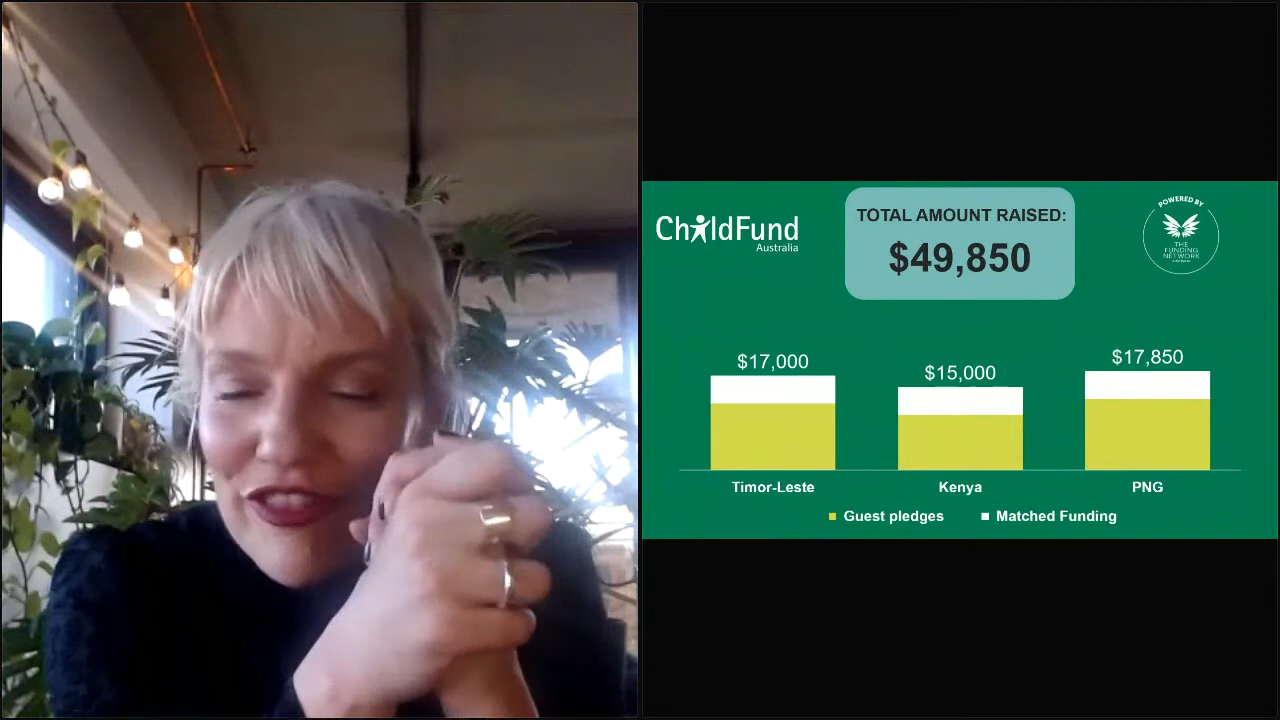 ChildFund
Australia
TOTAL AMOUNT RAISED:
$49,850
POWERED BY
THE
FUNDING
NETWORK
AUSTRALIA
$17,000
$15,000
$17,850
Timor-Leste
Kenya
PNG
Guest pledges
Matched Funding